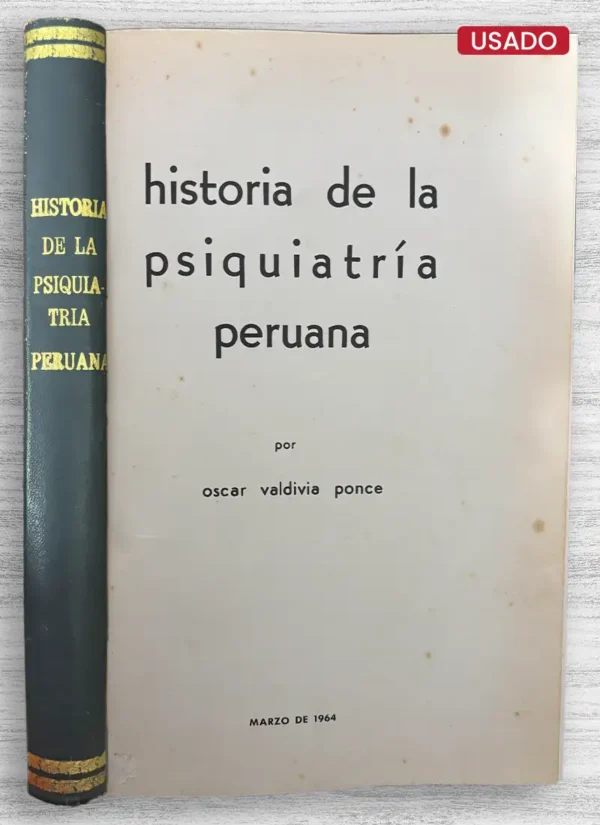 USADO
HISTORIA
DE LA
PSIQUIA-
TRIA
PERUANA
historia de la
psiquiatría
peruana
por
oscar valdivia ponce
MARZO DE 1964